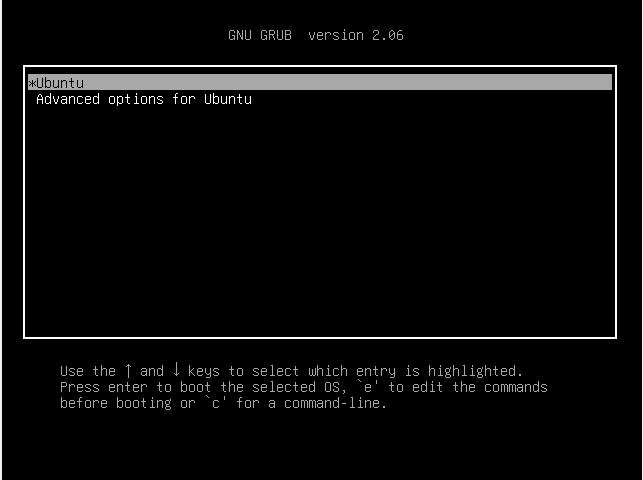 GNU GRUB  version 2.06
*Ubuntu
Advanced options for Ubuntu
Use the ↑ and ↓ keys to select which entry is highlighted.
Press enter to boot the selected OS, `e' to edit the commands
before booting or `c' for a command-line.